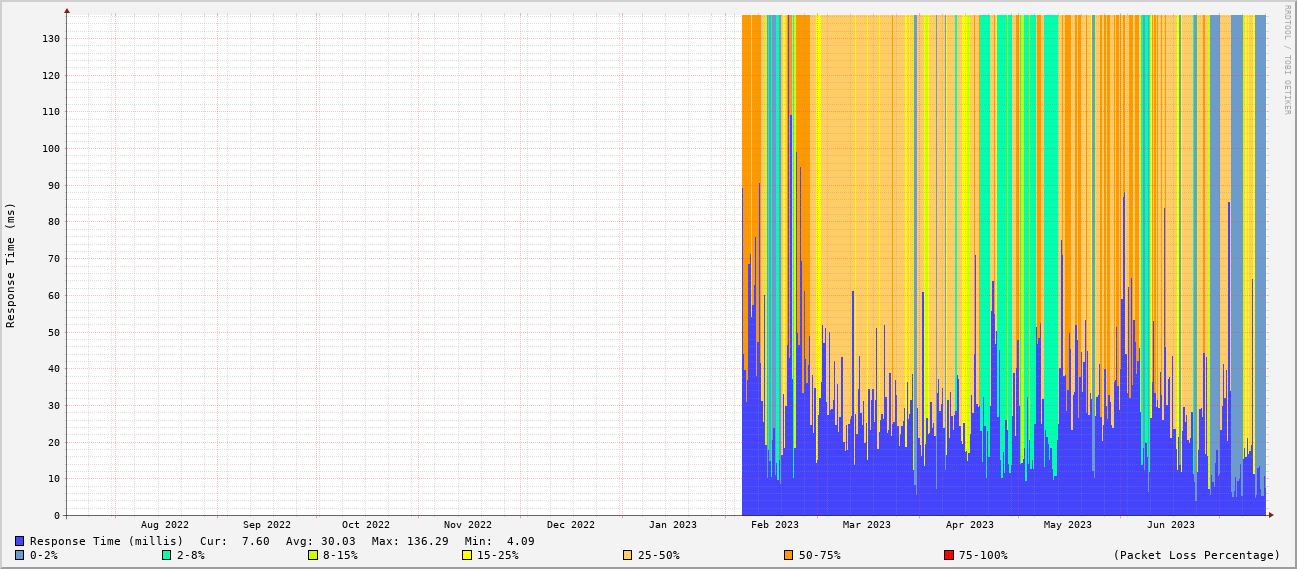 RRDTOOL / TOBI OETIKER
Response Time (ms)
130
120
110
100
90
80
70
60
50
40
30
20
10
0
Aug 2022 Sep 2022 Oct 2022 Nov 2022 Dec 2022 Jan 2023 Feb 2023 Mar 2023 Apr 2023 May 2023 Jun 2023
Response Time (millis) Cur: 7.60 Avg: 30.03 Max: 136.29 Min: 4.09
0-2% 2-8% 8-15% 15-25% 25-50% 50-75% 75-100% (Packet Loss Percentage)